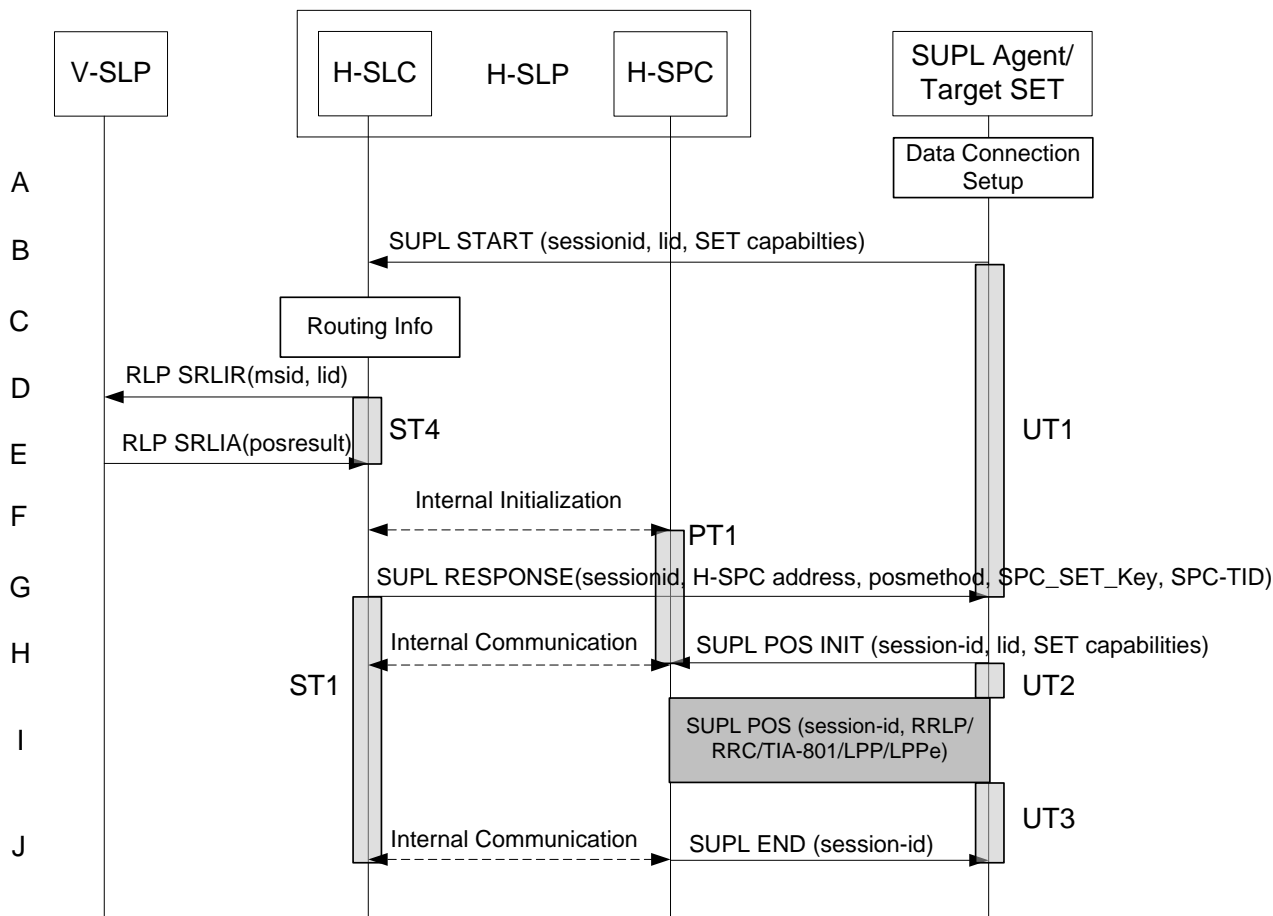 V-SLP
H-SLC
H-SLP
H-SPC
SUPL Agent/
Target SET
A
Data Connection
Setup
B
SUPL START (sessionid, lid, SET capabilties)
C
Routing Info
D
RLP SRLIR(msid, lid)
ST4
UT1
E
RLP SRLIA(posresult)
F
Internal Initialization
PT1
G
SUPL RESPONSE(sessionid, H-SPC address, posmethod, SPC_SET_Key, SPC-TID)
H
Internal Communication
SUPL POS INIT (session-id, lid, SET capabilities)
ST1
UT2
I
SUPL POS (session-id, RRLP/
RRC/TIA-801/LPP/LPPe)
UT3
J
Internal Communication
SUPL END (session-id)